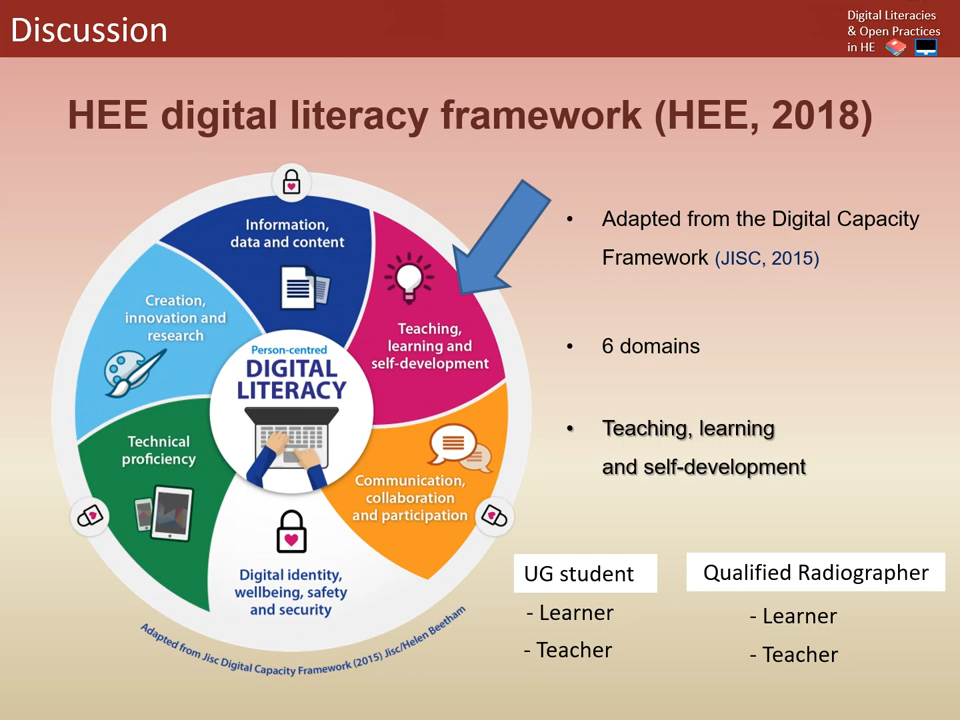 Discussion
Digital Literacies
& Open Practices
in HE
HEE digital literacy framework (HEE, 2018)
Information,
data and content
Teaching,
learning and
self-development
Communication,
collaboration
and participation
Digital identity,
wellbeing, safety
and security
Technical
proficiency
Creation,
innovation and
research
Person-centred
DIGITAL
LITERACY
Adapted from Jisc Digital Capacity Framework (2015) Jisc/Helen Beetham
• Adapted from the Digital Capacity
Framework (JISC, 2015)
• 6 domains
• Teaching, learning
and self-development
UG student
- Learner
- Teacher
Qualified Radiographer
- Learner
- Teacher